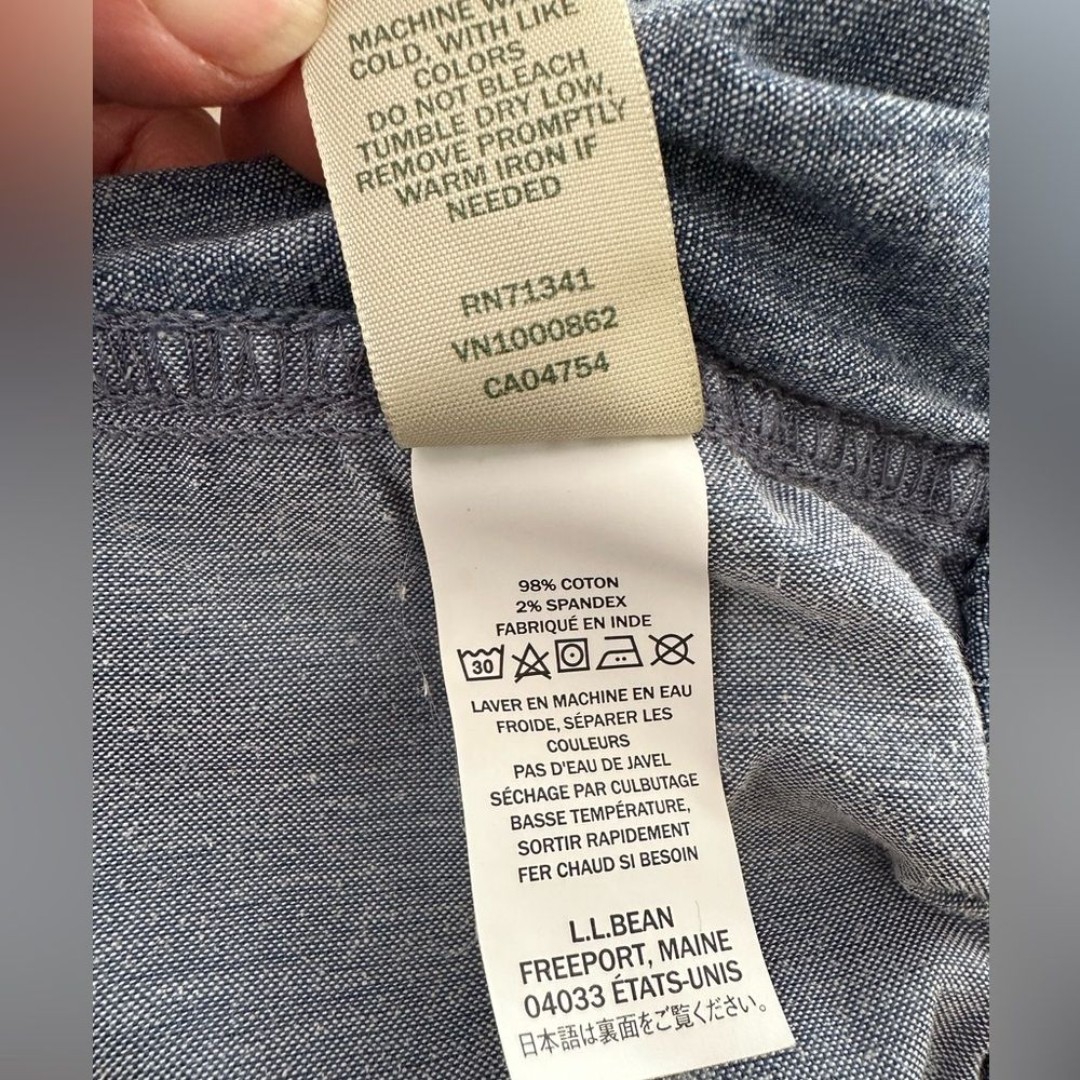 MACHINE
COLD, WITH LIKE
COLORS
DO NOT BLEACH
TUMBLE DRY LOW,
REMOVE PROMPTLY
WARM IRON IF
NEEDED
RN71341
VN1000862
CA04754
98% COTON
2% SPANDEX
FABRIQUÉ EN INDE
30
LAVER EN MACHINE EN EAU
FROIDE, SÉPARER LES
COULEURS
PAS D'EAU DE JAVEL
SÉCHAGE PAR CULBUTAGE
BASSE TEMPÉRATURE,
SORTIR RAPIDEMENT
FER CHAUD SI BESOIN
L.L.BEAN
FREEPORT, MAINE
04033 ÉTATS-UNIS
日本語は裏面をご覧ください。